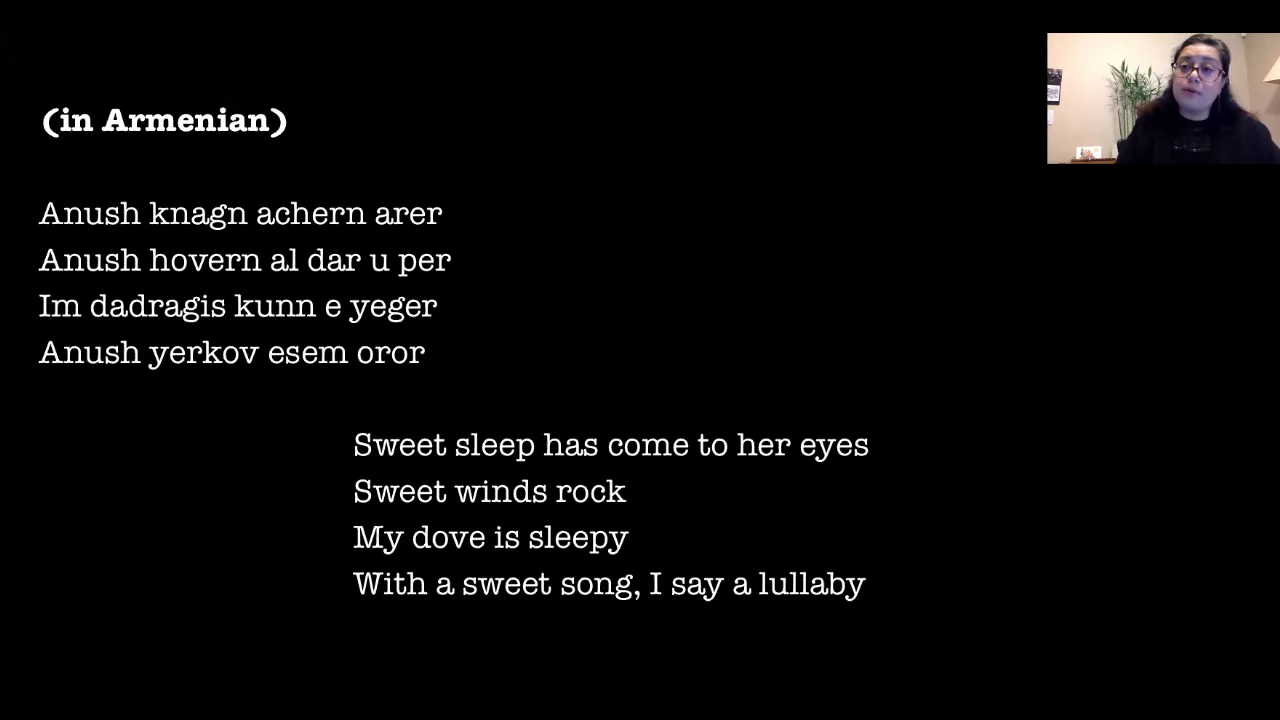 (in Armenian)
Anush knagn achern arer
Anush hovern al dar u per
Im dadragis kunn e yeger
Anush yerkov esem oror
Sweet sleep has come to her eyes
Sweet winds rock
My dove is sleepy
With a sweet song, I say a lullaby